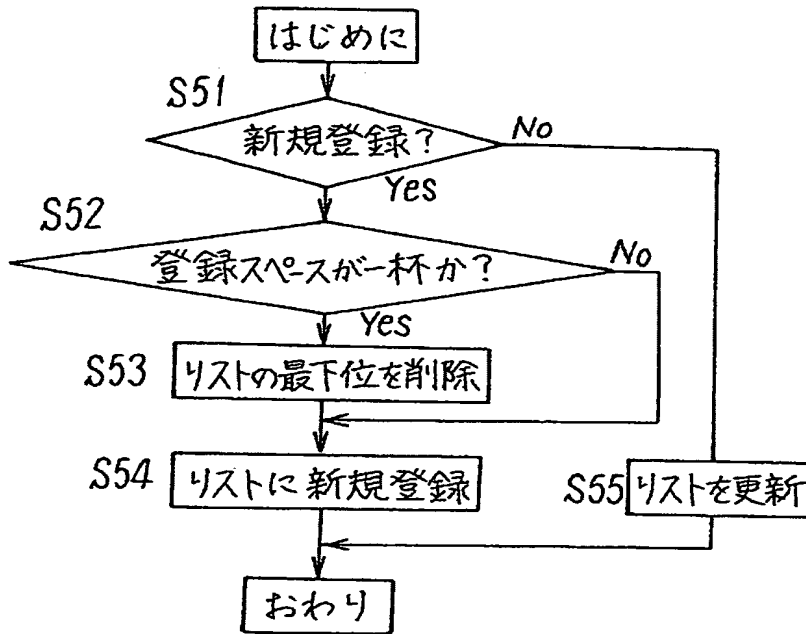 はじめに
S51
新規登録?
No
Yes
S52
登録スペースが一杯か?
No
Yes
S53
リストの最下位を削除
S54
リストに新規登録
S55
リストを更新
おわり